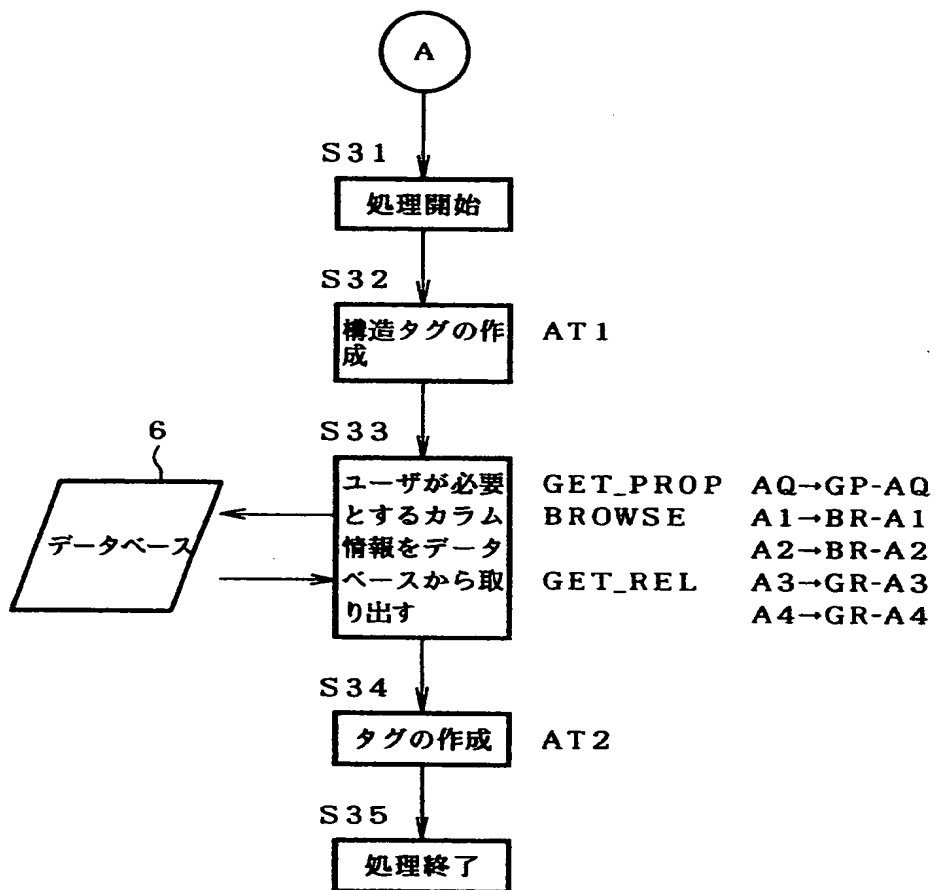 A
S31
処理開始
S32
構造タグの作
成
AT1
S33
6
データベース
ユーザが必要
とするカラム
情報をデータ
ベースから取
り出す
GET_PROP AQ→GP-AQ
BROWSE A1→BR-A1
A2→BR-A2
GET_REL A3→GR-A3
A4→GR-A4
S34
タグの作成
AT2
S35
処理終了